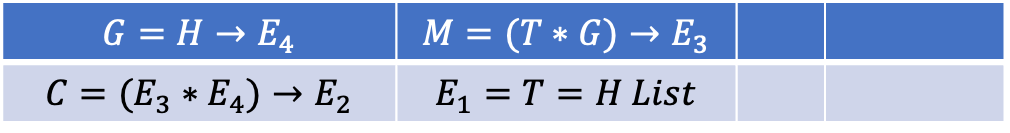 G = H → E₄ M = (T * G) → E₃
C = (E₃ * E₄) → E₂ E₁ = T = H List